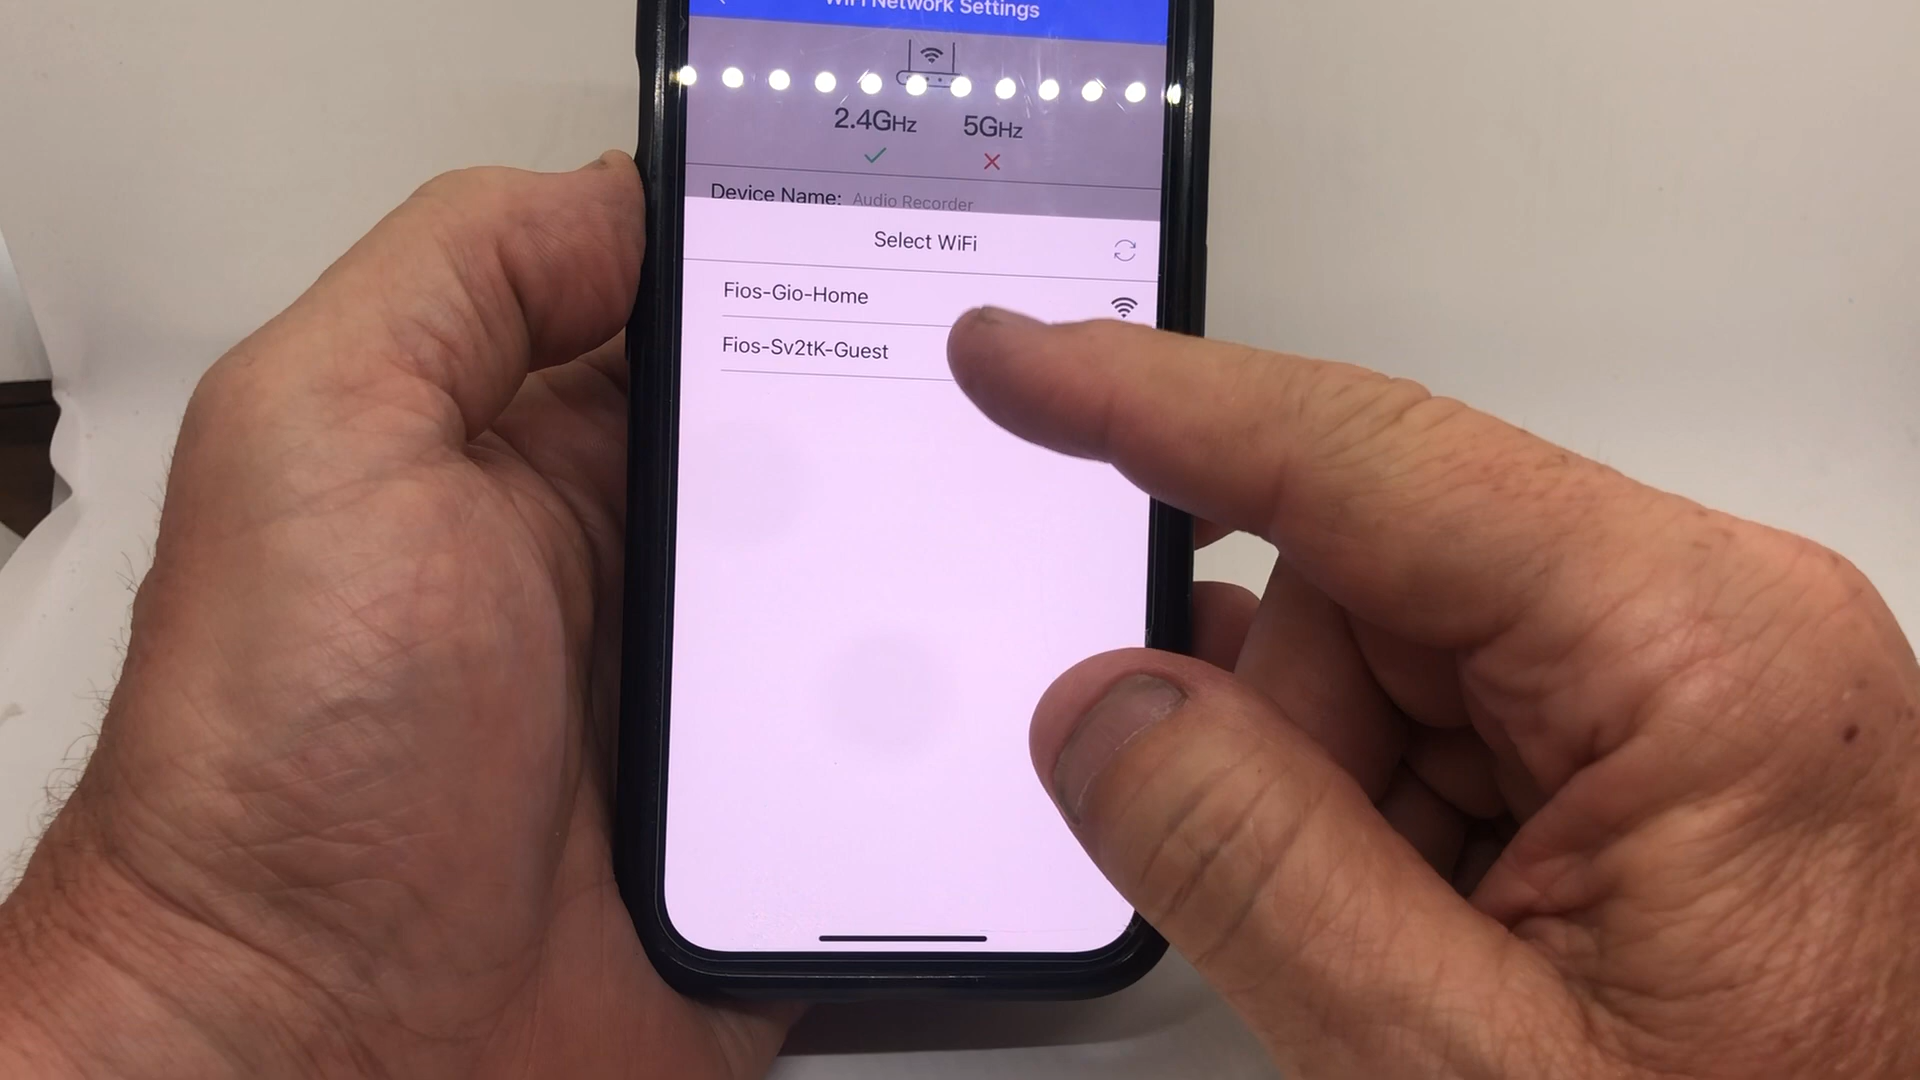 WiFi Network Settings
2.4GHz 5GHz
Device Name: Audio Recorder
Select WiFi
Fios-Gio-Home
Fios-Sv2tK-Guest